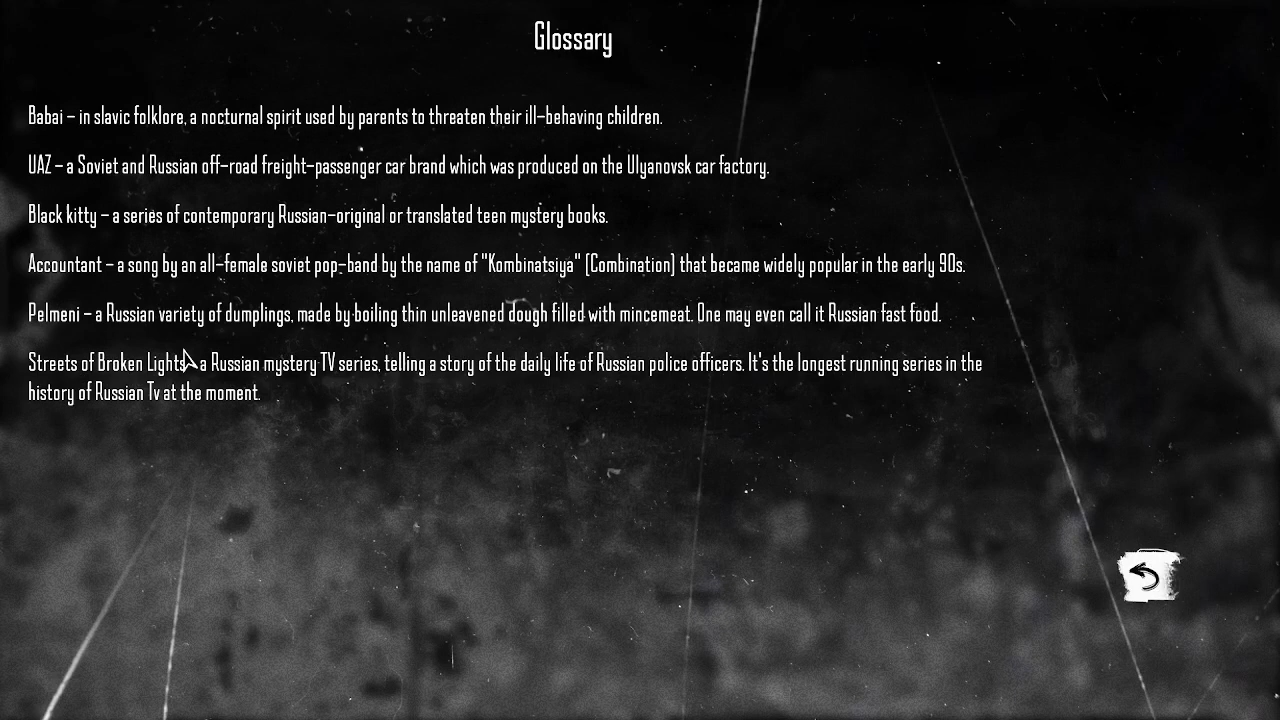 Glossary
Babai – in slavic folklore, a nocturnal spirit used by parents to threaten their ill-behaving children.
UAZ – a Soviet and Russian off-road freight-passenger car brand which was produced on the Ulyanovsk car factory.
Black kitty – a series of contemporary Russian-original or translated teen mystery books.
Accountant – a song by an all-female soviet pop-band by the name of "Kombinatsiya" (Combination) that became widely popular in the early 90s.
Pelmeni – a Russian variety of dumplings, made by boiling thin unleavened dough filled with mincemeat. One may even call it Russian fast food.
Streets of Broken Lights – a Russian mystery TV series, telling a story of the daily life of Russian police officers. It's the longest running series in the
history of Russian Tv at the moment.